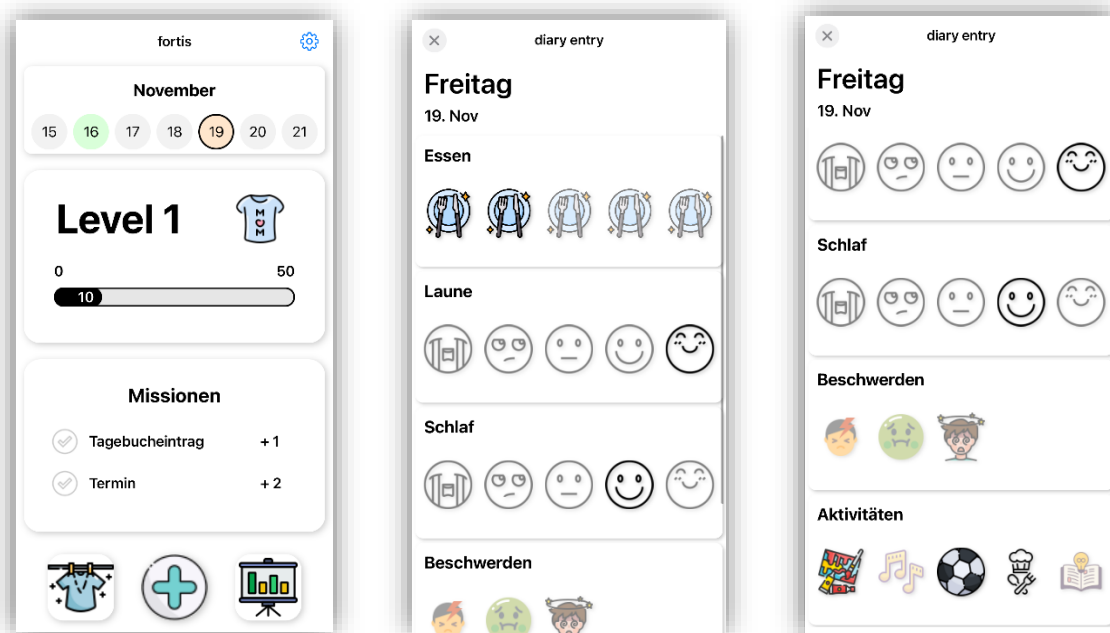 fortis
November
15 16 17 18 19 20 21
Level 1
MOM
0 50
10
Missionen
Tagebucheintrag +1
Termin +2
diary entry
Freitag
19. Nov
Essen
Laune
Schlaf
Beschwerden
diary entry
Freitag
19. Nov
Schlaf
Beschwerden
Aktivitäten